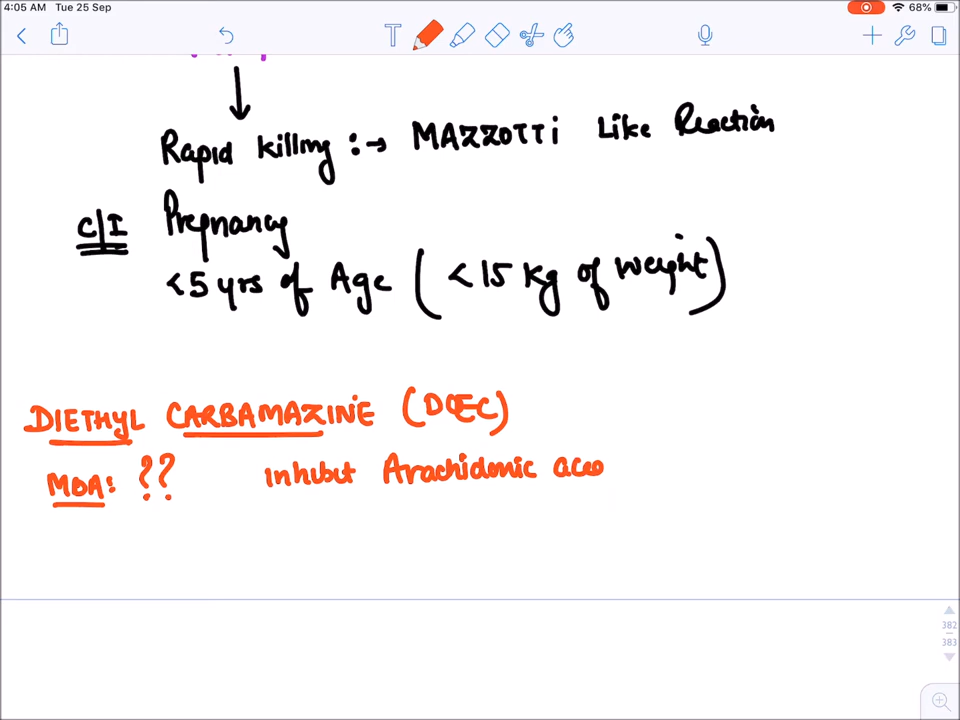 4:05 AM Tue 25 Sep 68%
T
Rapid killing :→ MAZZOTTi Like Reaction
C/I Pregnancy
<5 yrs of Age ( <15 Kg of weight )
DIETHYL CARBAMAZINE (DEC)
MOA: ?? Inhibit Arachidonic
382
383